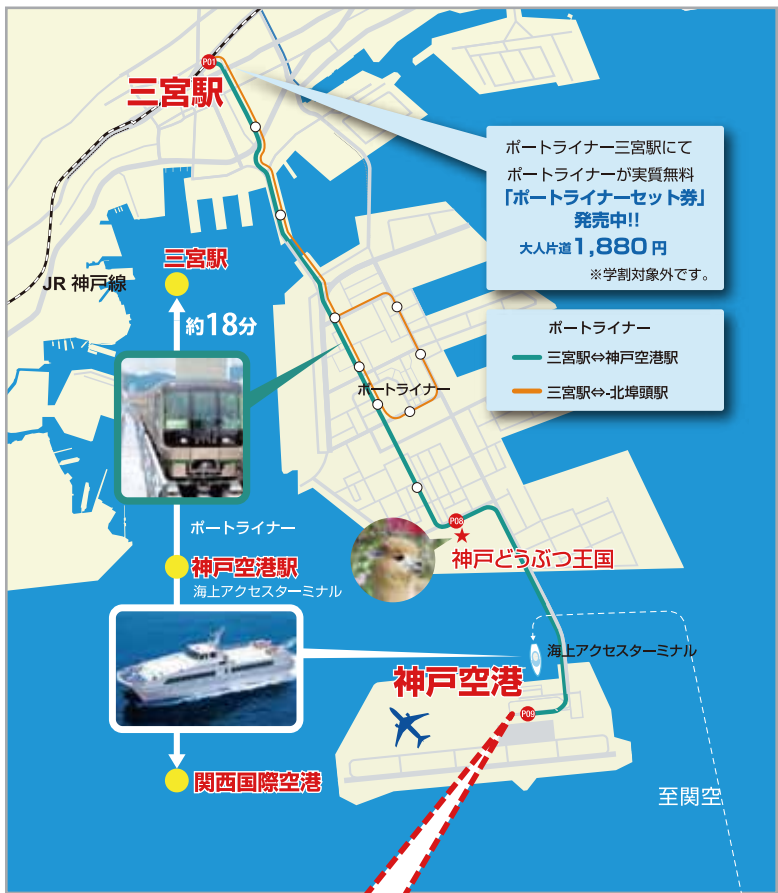 P01
三宮駅
ポートライナー三宮駅にて
ポートライナーが実質無料
「ポートライナーセット券」
発売中!!
大人片道1,880円
※学割対象外です。
三宮駅
JR 神戸線
約18分
ポートライナー
三宮駅⇔神戸空港駅
三宮駅⇔-北埠頭駅
ポートライナー
ポートライナー
P08
神戸どうぶつ王国
神戸空港駅
海上アクセスターミナル
海上アクセスターミナル
神戸空港
P09
関西国際空港
至関空